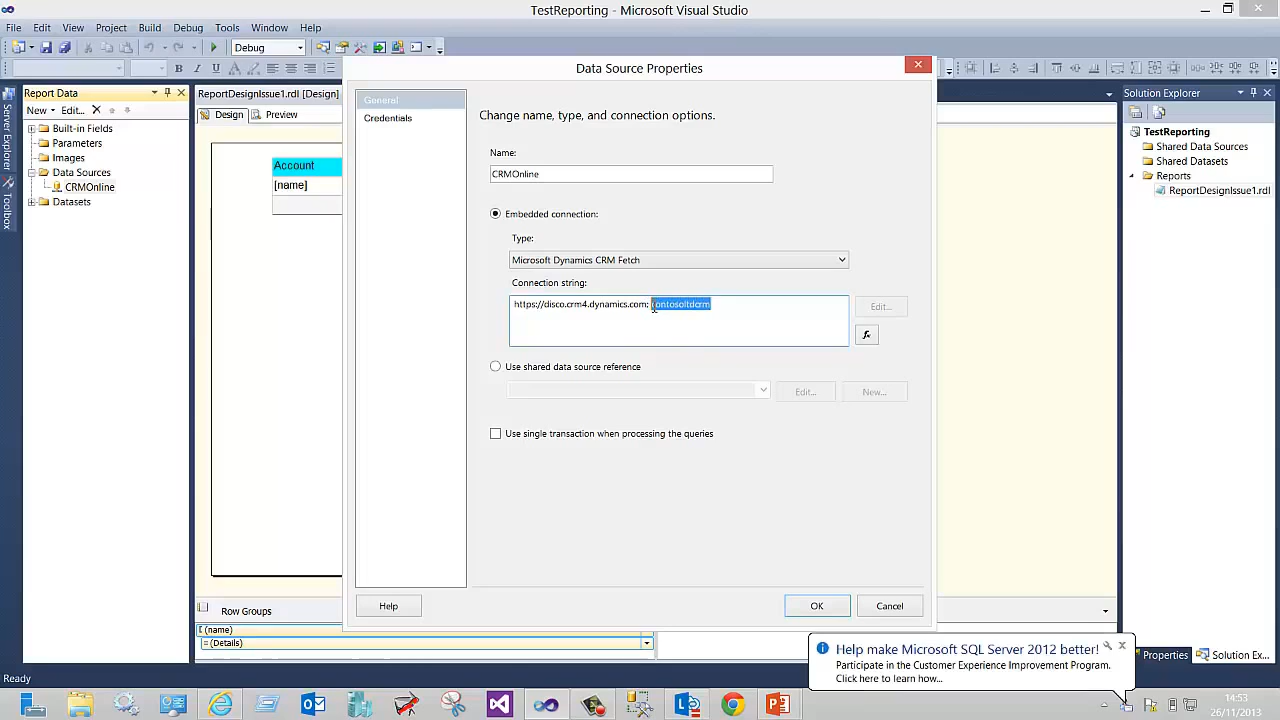 TestReporting - Microsoft Visual Studio
File Edit View Project Build Debug Tools Window Help
Debug
B I U A
Report Data
New Edit...
Built-in Fields
Parameters
Images
Data Sources
CRMOnline
Datasets
Server Explorer
Toolbox
ReportDesignIssue1.rdl [Design]
Design Preview
Account
[name]
Row Groups
[ (name)
= (Details)
Data Source Properties
General
Credentials
Change name, type, and connection options.
Name:
CRMOnline
Embedded connection:
Type:
Microsoft Dynamics CRM Fetch
Connection string:
https://disco.crm4.dynamics.com; contosoltdcrm
Edit...
fx
Use shared data source reference
Edit... New...
Use single transaction when processing the queries
Help OK Cancel
Solution Explorer
TestReporting
Shared Data Sources
Shared Datasets
Reports
ReportDesignIssue1.rdl
Properties Solution Ex...
Help make Microsoft SQL Server 2012 better!
Participate in the Customer Experience Improvement Program.
Click here to learn how...
Ready
14:53
26/11/2013